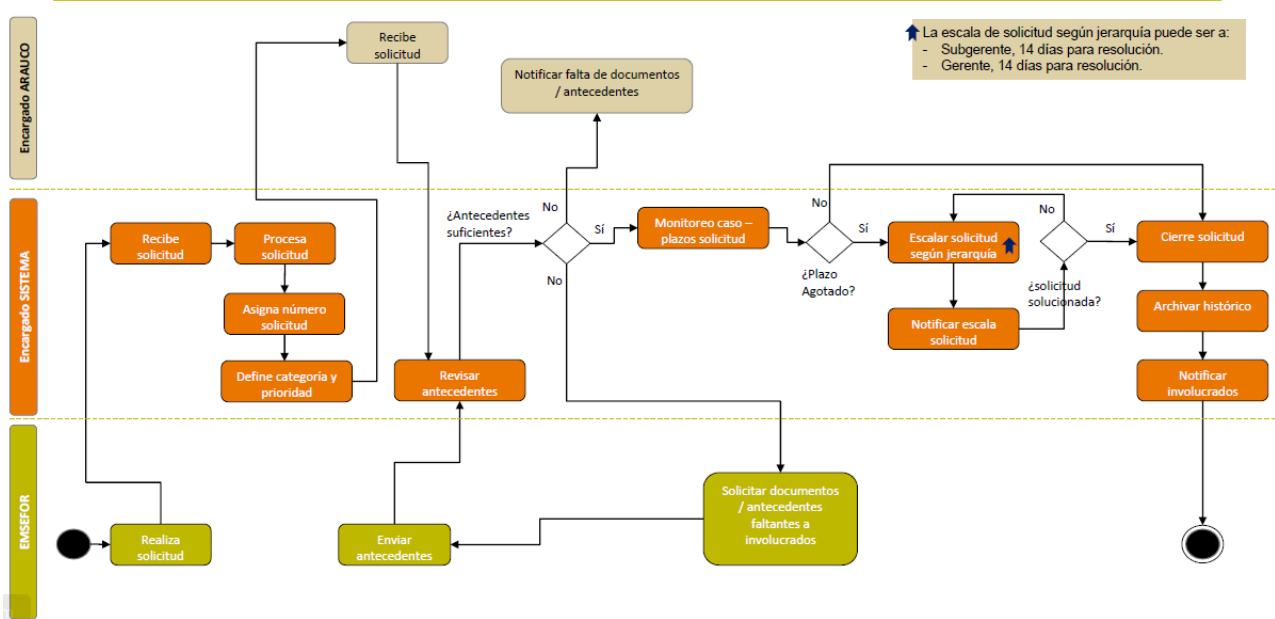 Encargado ARAUCO
Recibe
solicitud
Notificar falta de documentos
/ antecedentes
La escala de solicitud según jerarquía puede ser a:
- Subgerente, 14 días para resolución.
- Gerente, 14 días para resolución.
Encargado SISTEMA
Recibe
solicitud
Procesa
solicitud
Asigna número
solicitud
Define categoría y
prioridad
Revisar
antecedentes
¿Antecedentes
suficientes?
No
Sí
No
Monitoreo caso –
plazos solicitud
No
Sí
¿Plazo
Agotado?
Escalar solicitud
según jerarquía
Notificar escala
solicitud
No
Sí
¿solicitud
solucionada?
Cierre solicitud
Archivar histórico
Notificar
involucrados
EMSEFOR
Realiza
solicitud
Enviar
antecedentes
Solicitar documentos
/ antecedentes
faltantes a
involucrados